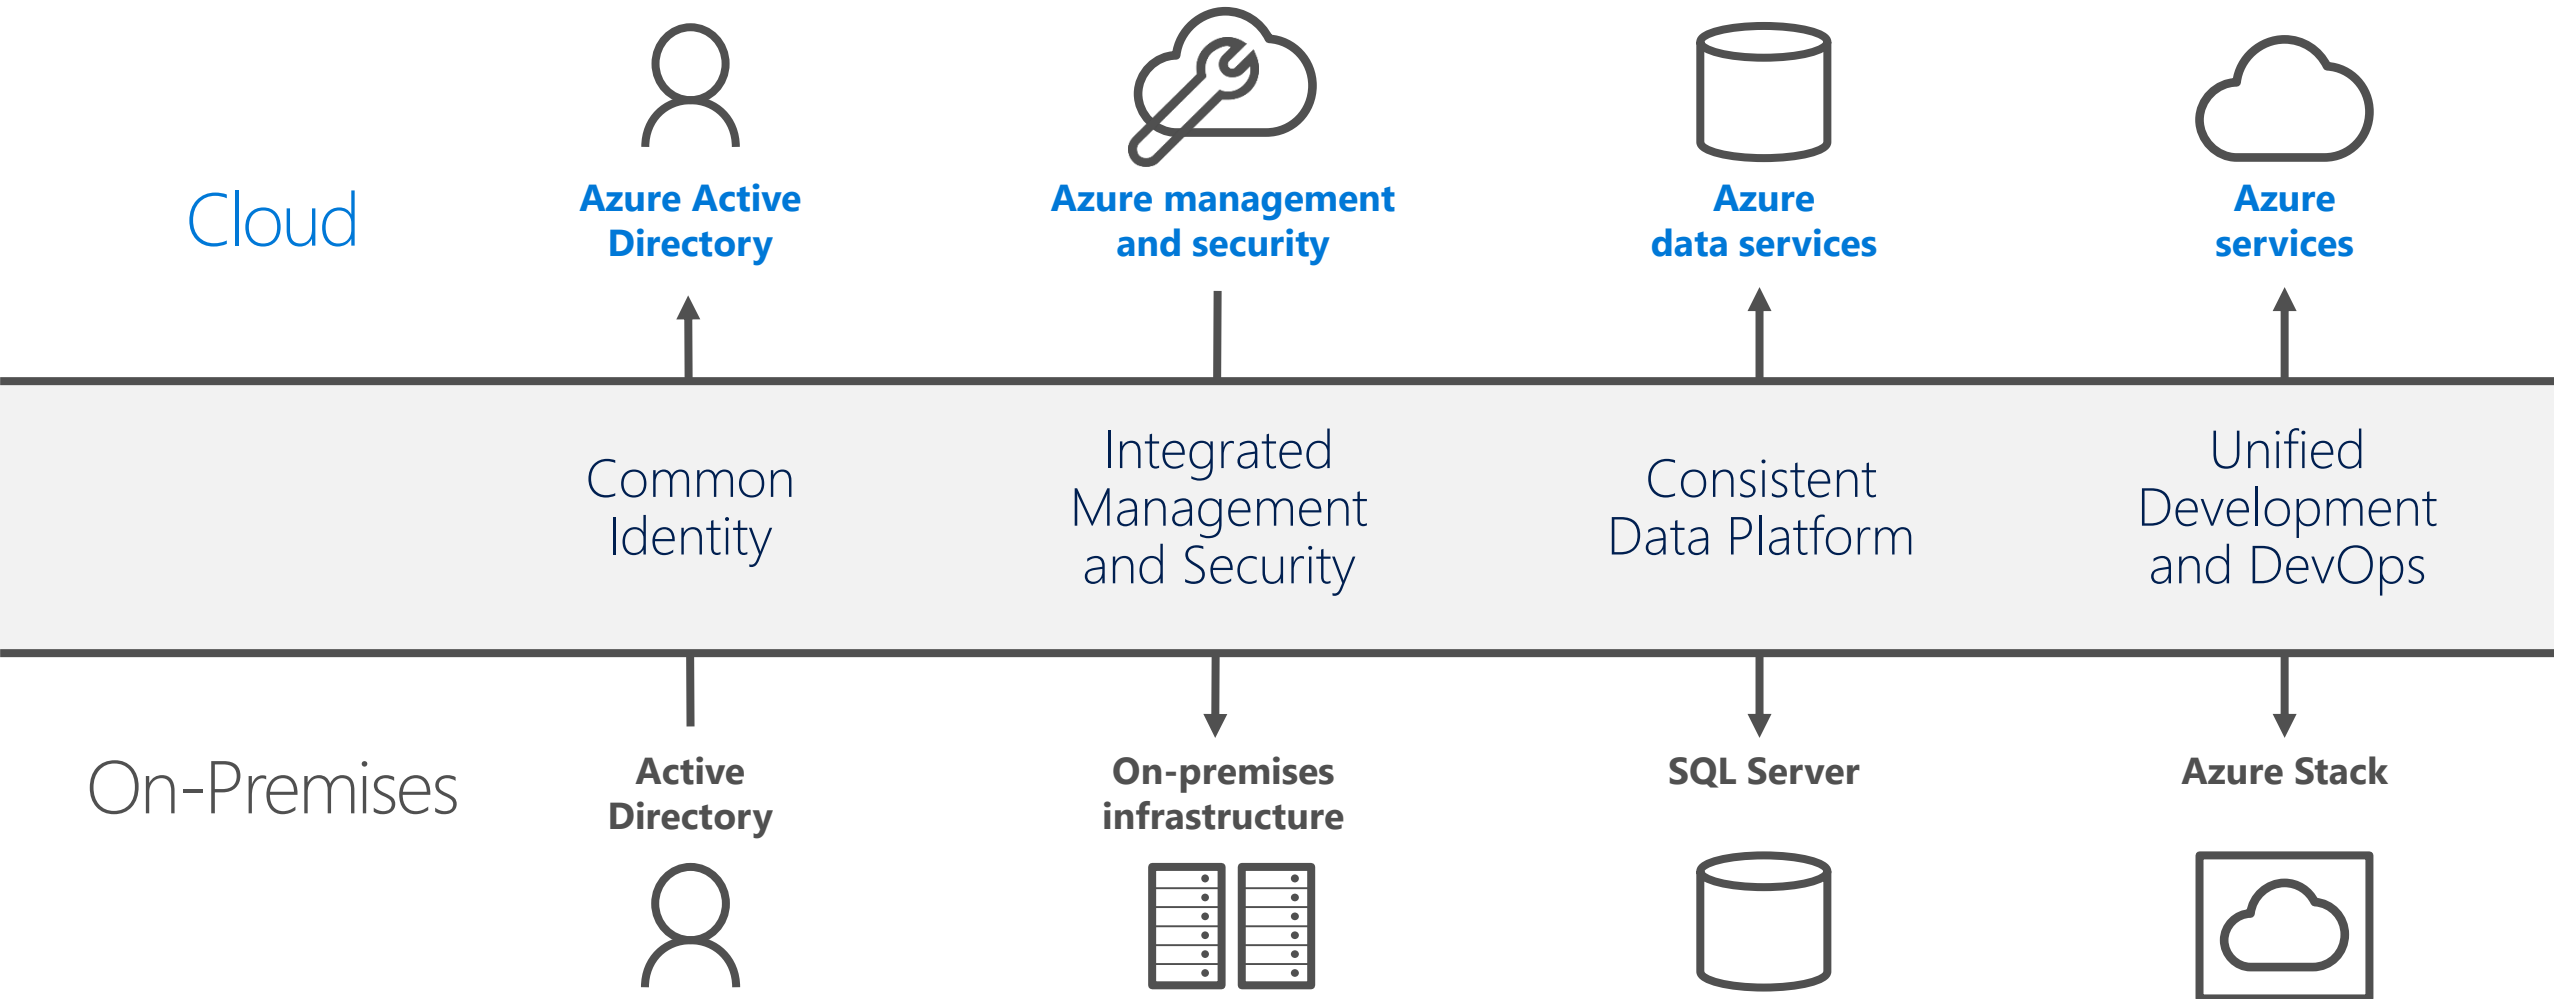 Cloud
Azure Active
Directory
Azure management
and security
Azure
data services
Azure
services
Common
Identity
Integrated
Management
and Security
Consistent
Data Platform
Unified
Development
and DevOps
On-Premises
Active
Directory
On-premises
infrastructure
SQL Server
Azure Stack